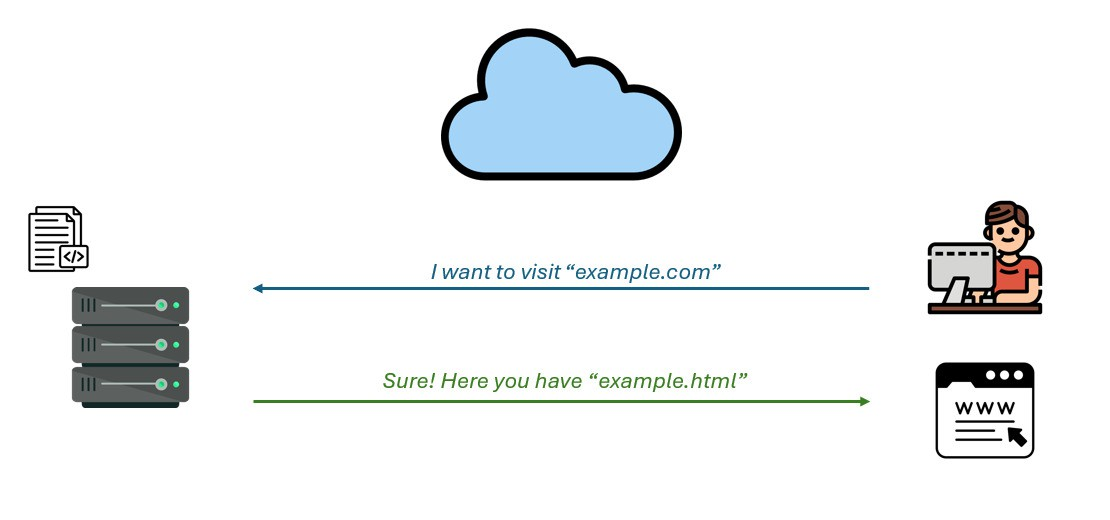 </>
I want to visit “example.com”
Sure! Here you have “example.html”
WWW